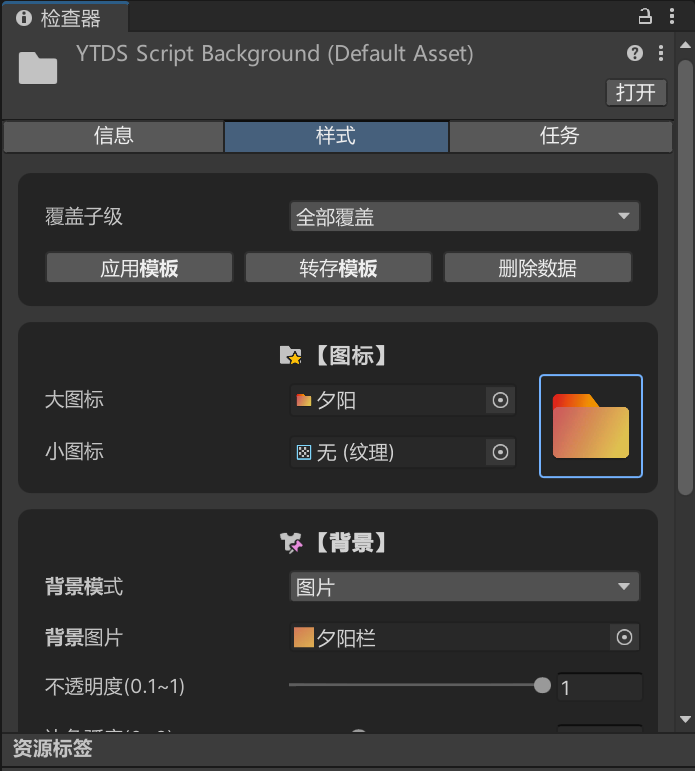 检查器
YTDS Script Background (Default Asset)
打开
信息 样式 任务
覆盖子级 全部覆盖
应用模板 转存模板 删除数据
【图标】
大图标 夕阳
小图标 无 (纹理)
【背景】
背景模式 图片
背景图片 夕阳栏
不透明度(0.1~1) 1
资源标签